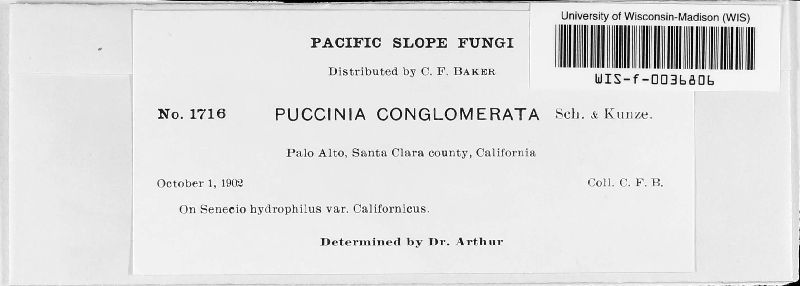 University of Wisconsin-Madison (WIS)
WIS-f-0036806
PACIFIC SLOPE FUNGI
Distributed by C. F. BAKER
No. 1716 PUCCINIA CONGLOMERATA Sch. & Kunze.
Palo Alto, Santa Clara county, California
October 1, 1902 Coll. C. F. B.
On Senecio hydrophilus var. Californicus.
Determined by Dr. Arthur